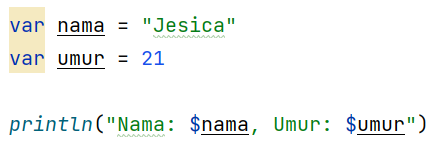 var nama = "Jesica"
var umur = 21
println("Nama: $nama, Umur: $umur")